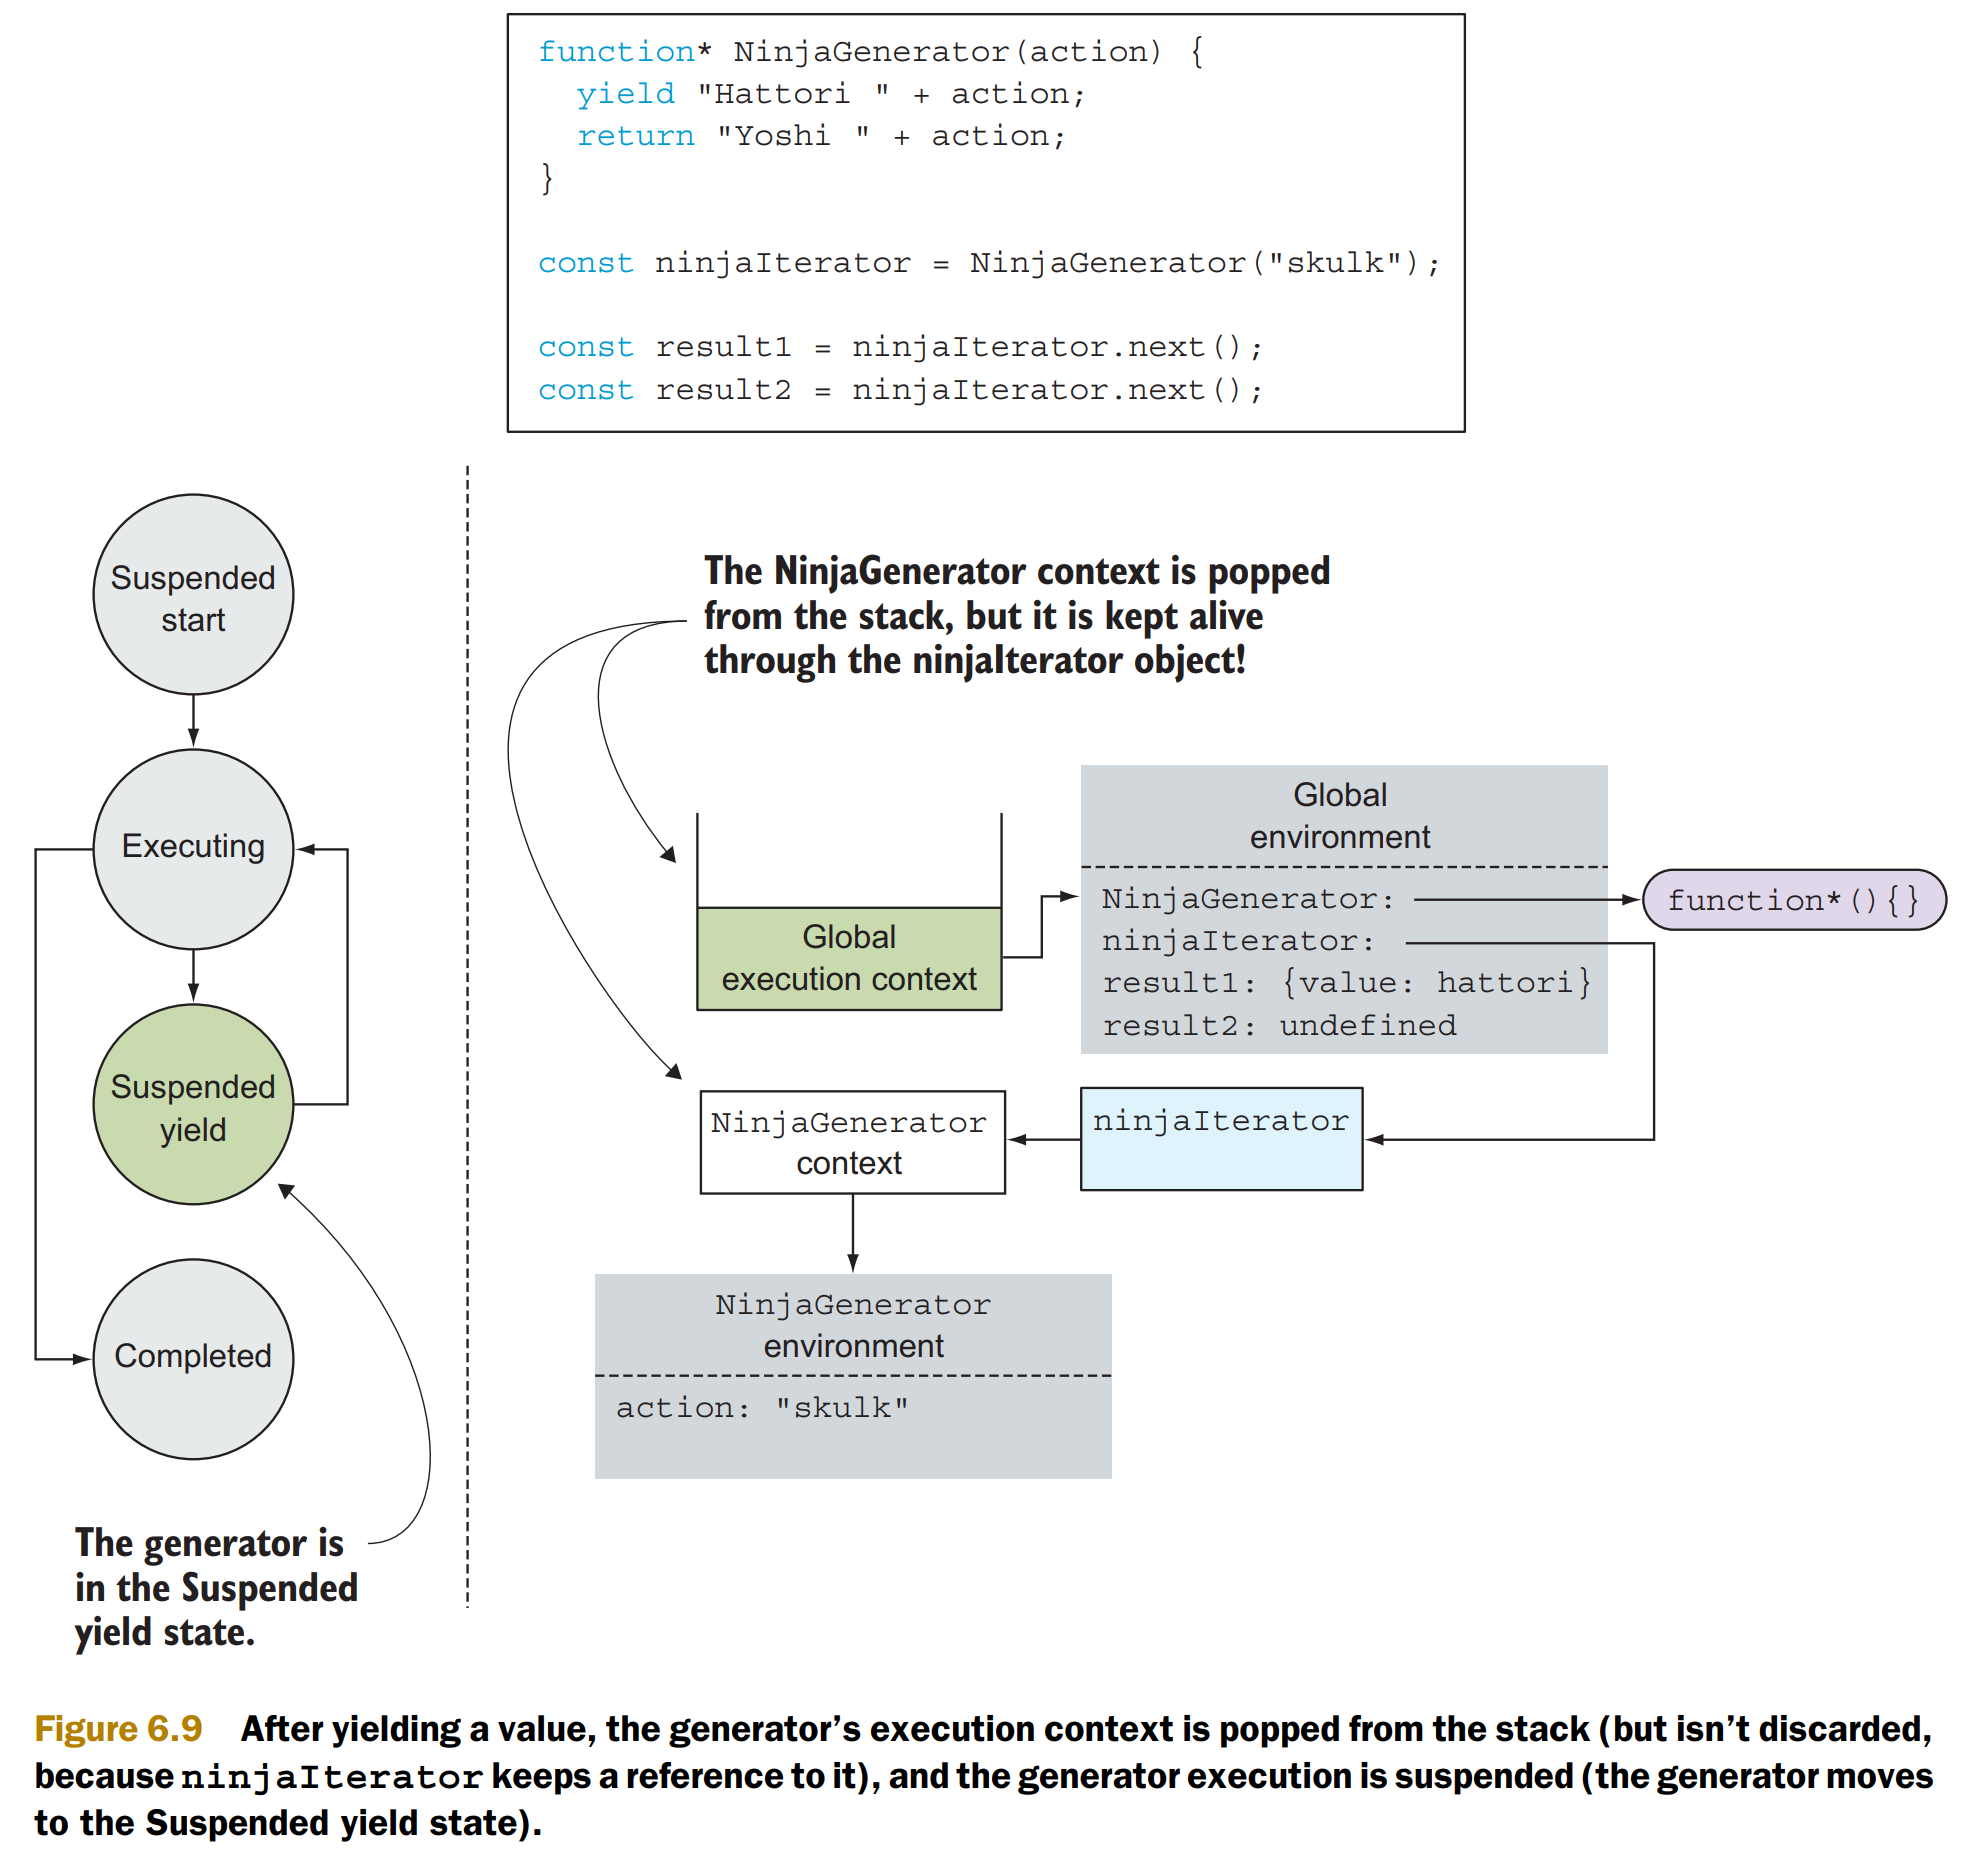 function* NinjaGenerator(action) {
yield "Hattori " + action;
return "Yoshi " + action;
}
const ninjaIterator = NinjaGenerator("skulk");
const result1 = ninjaIterator.next();
const result2 = ninjaIterator.next();
Suspended
start
Executing
Suspended
yield
Completed
The generator is
in the Suspended
yield state.
The NinjaGenerator context is popped
from the stack, but it is kept alive
through the ninjaIterator object!
Global
execution context
Global
environment
NinjaGenerator:
ninjaIterator:
result1: {value: hattori}
result2: undefined
function*(){}
NinjaGenerator
context
ninjaIterator
NinjaGenerator
environment
action: "skulk"
Figure 6.9 After yielding a value, the generator’s execution context is popped from the stack (but isn’t discarded,
because ninjaIterator keeps a reference to it), and the generator execution is suspended (the generator moves
to the Suspended yield state).